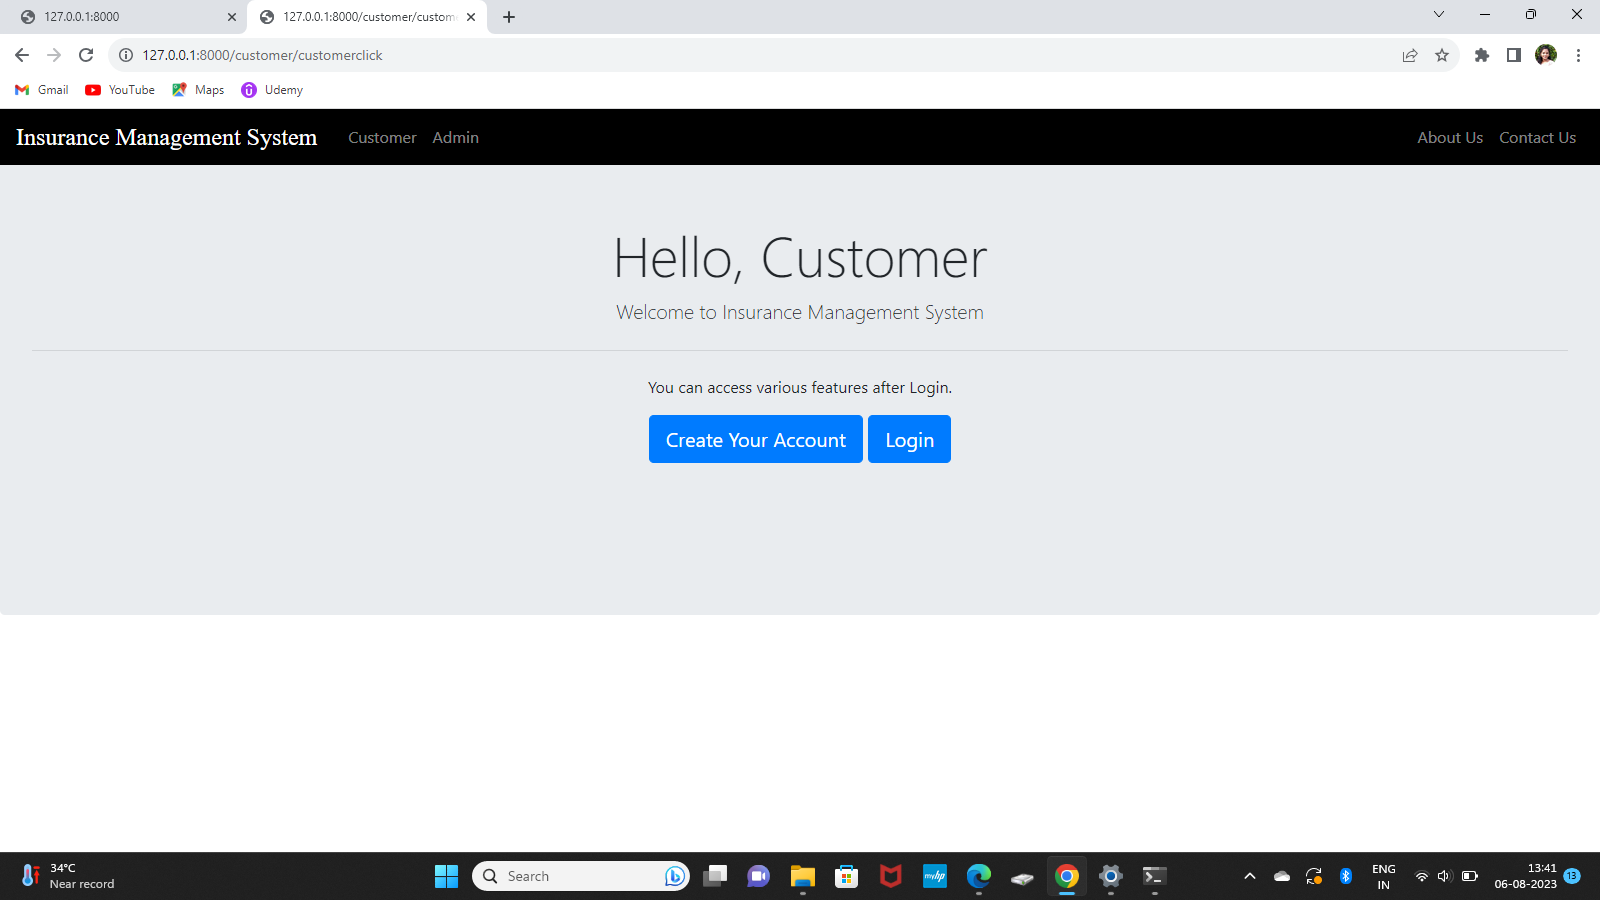 127.0.0.1:8000
127.0.0.1:8000/customer/custom
127.0.0.1:8000/customer/customerclick
Gmail
YouTube
Maps
Udemy
Insurance Management System
Customer
Admin
About Us
Contact Us
Hello, Customer
Welcome to Insurance Management System
You can access various features after Login.
Create Your Account
Login
34°C
Near record
Search
myhp
ENG
IN
13:41
06-08-2023
13